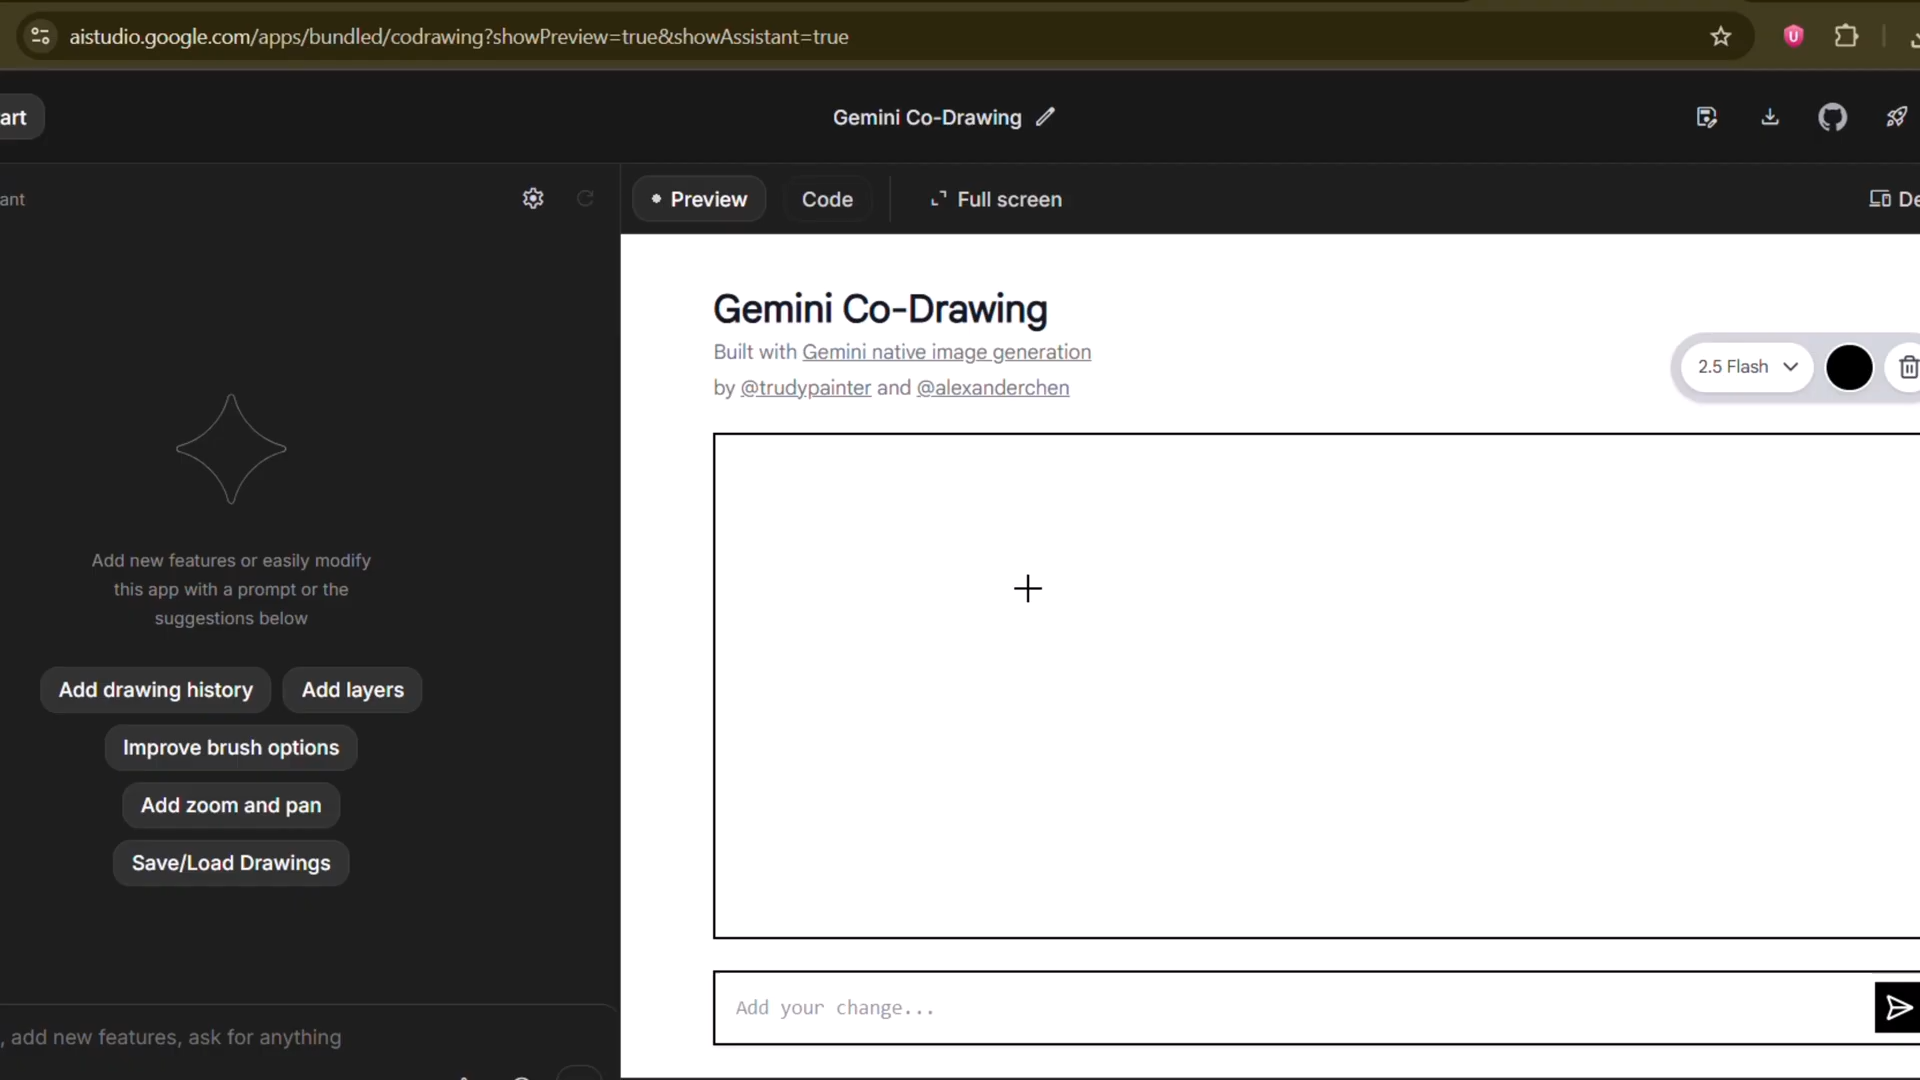 aistudio.google.com/apps/bundled/codrawing?showPreview=true&showAssistant=true
art
Gemini Co-Drawing
ant
Preview
Code
Full screen
De
Gemini Co-Drawing
Built with Gemini native image generation
by @trudypainter and @alexanderchen
2.5 Flash
Add new features or easily modify
this app with a prompt or the
suggestions below
Add drawing history
Add layers
Improve brush options
Add zoom and pan
Save/Load Drawings
Add your change...
, add new features, ask for anything